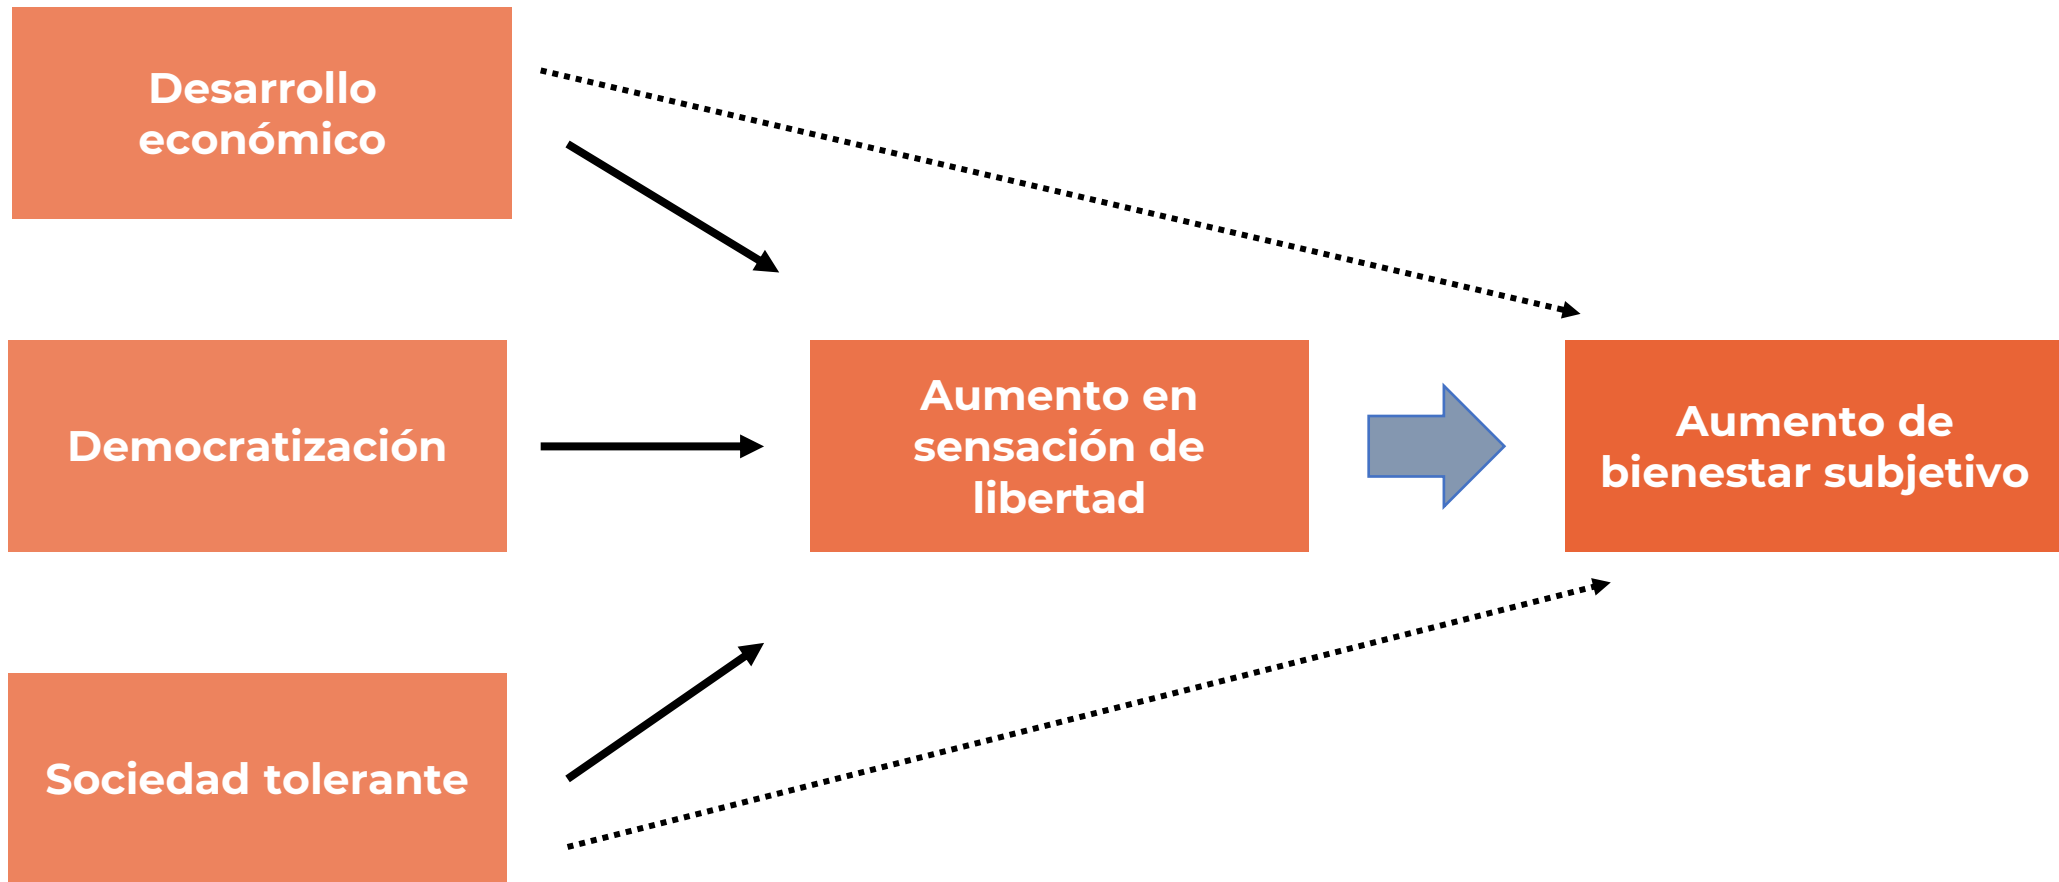 Desarrollo
económico
Democratización
Sociedad tolerante
Aumento en
sensación de
libertad
Aumento de
bienestar subjetivo